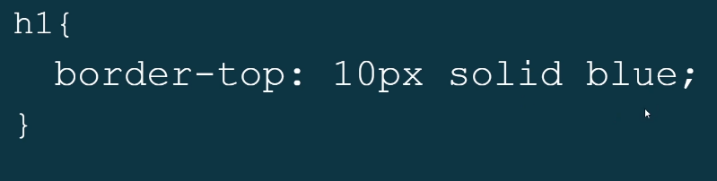 h1{
  border-top: 10px solid blue;
}